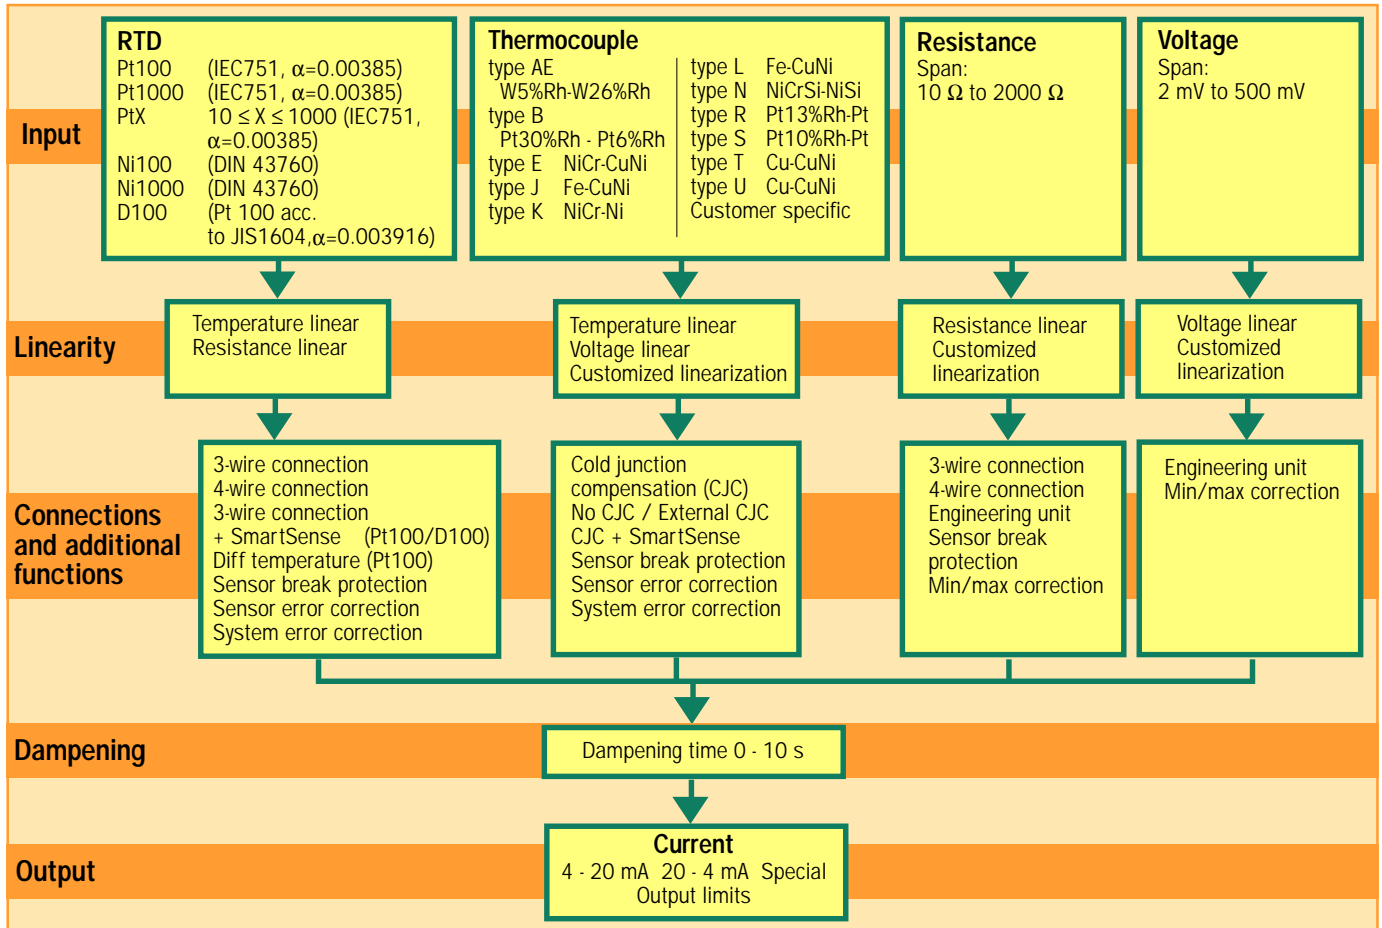 Input
RTD
Pt100 (IEC751, α=0.00385)
Pt1000 (IEC751, α=0.00385)
PtX 10 ≤ X ≤ 1000 (IEC751,
α=0.00385)
Ni100 (DIN 43760)
Ni1000 (DIN 43760)
D100 (Pt 100 acc.
to JIS1604,α=0.003916)
Thermocouple
type AE
W5%Rh-W26%Rh
type B
Pt30%Rh - Pt6%Rh
type E NiCr-CuNi
type J Fe-CuNi
type K NiCr-Ni
type L Fe-CuNi
type N NiCrSi-NiSi
type R Pt13%Rh-Pt
type S Pt10%Rh-Pt
type T Cu-CuNi
type U Cu-CuNi
Customer specific
Resistance
Span:
10 Ω to 2000 Ω
Voltage
Span:
2 mV to 500 mV
Linearity
Temperature linear
Resistance linear
Temperature linear
Voltage linear
Customized linearization
Resistance linear
Customized
linearization
Voltage linear
Customized
linearization
Connections
and additional
functions
3-wire connection
4-wire connection
3-wire connection
+ SmartSense (Pt100/D100)
Diff temperature (Pt100)
Sensor break protection
Sensor error correction
System error correction
Cold junction
compensation (CJC)
No CJC / External CJC
CJC + SmartSense
Sensor break protection
Sensor error correction
System error correction
3-wire connection
4-wire connection
Engineering unit
Sensor break
protection
Min/max correction
Engineering unit
Min/max correction
Dampening
Dampening time 0 - 10 s
Output
Current
4 - 20 mA 20 - 4 mA Special
Output limits